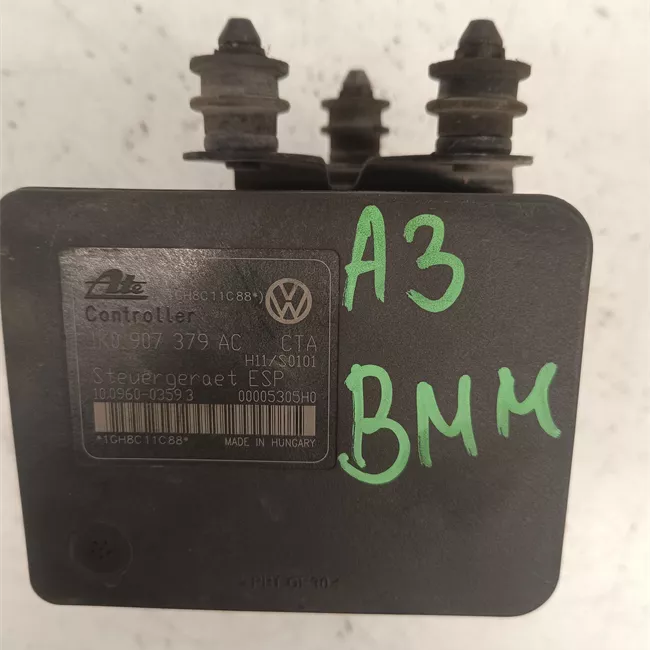 A3
BMM
Ate
*1GH8C11C88*)
Controller
1K0 907 379 AC CTA
H11/S0101
Steuergeraet ESP
10.0960-0359.3 00005305H0
*1GH8C11C88* MADE IN HUNGARY